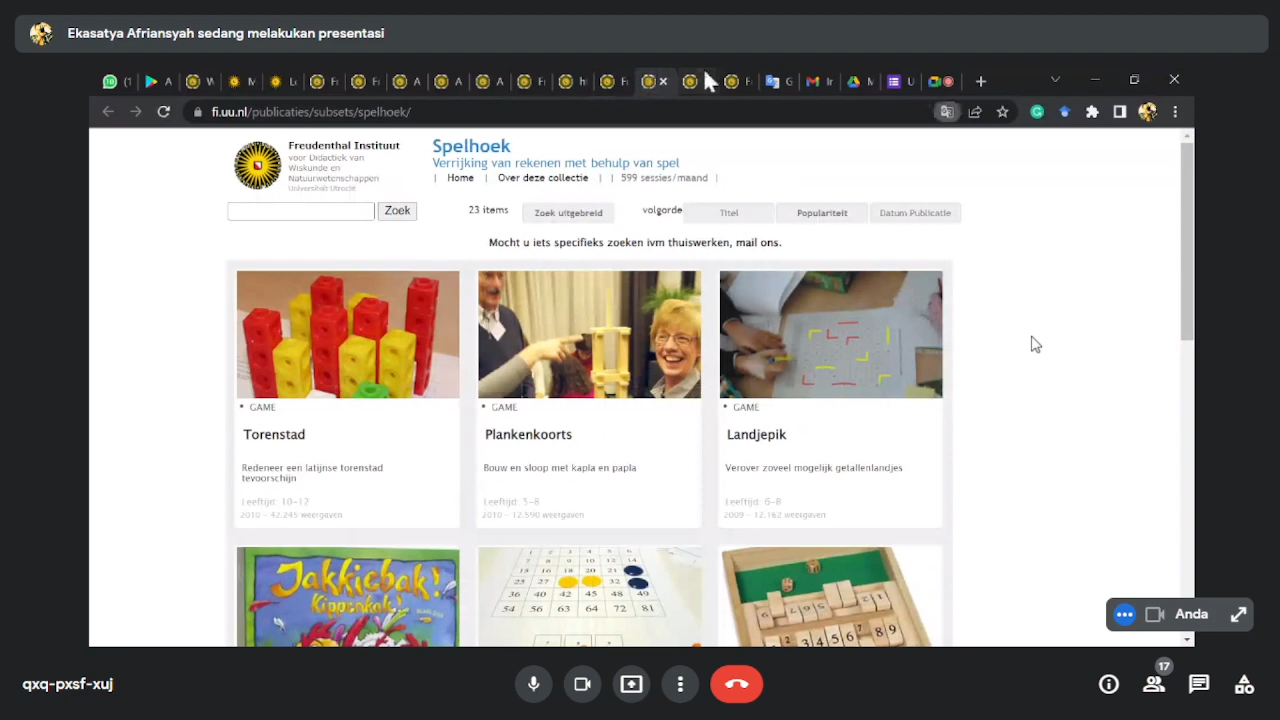 Ekasatya Afriansyah sedang melakukan presentasi
fi.uu.nl/publicaties/subsets/spelhoek/
Freudenthal Instituut
voor Didactiek van
Wiskunde en
Natuurwetenschappen
Universiteit Utrecht
Spelhoek
Verrijking van rekenen met behulp van spel
| Home | Over deze collectie | | 599 sessies/maand |
Zoek 23 items Zoek uitgebreid volgorde Titel Populariteit Datum Publicatie
Mocht u iets specifieks zoeken ivm thuiswerken, mail ons.
• GAME
Torenstad
Redeneer een latijnse torenstad
tevoorschijn
Leeftijd: 10-12
2010 - 42.245 weergaven
• GAME
Plankenkoorts
Bouw en sloop met kapla en papla
Leeftijd: 5-8
2010 - 12.590 weergaven
• GAME
Landjepik
Verover zoveel mogelijk getallenlandjes
Leeftijd: 6-8
2009 - 12.162 weergaven
Jakkiebak!
Kippenkak!
Anda
qxq-pxsf-xuj
17